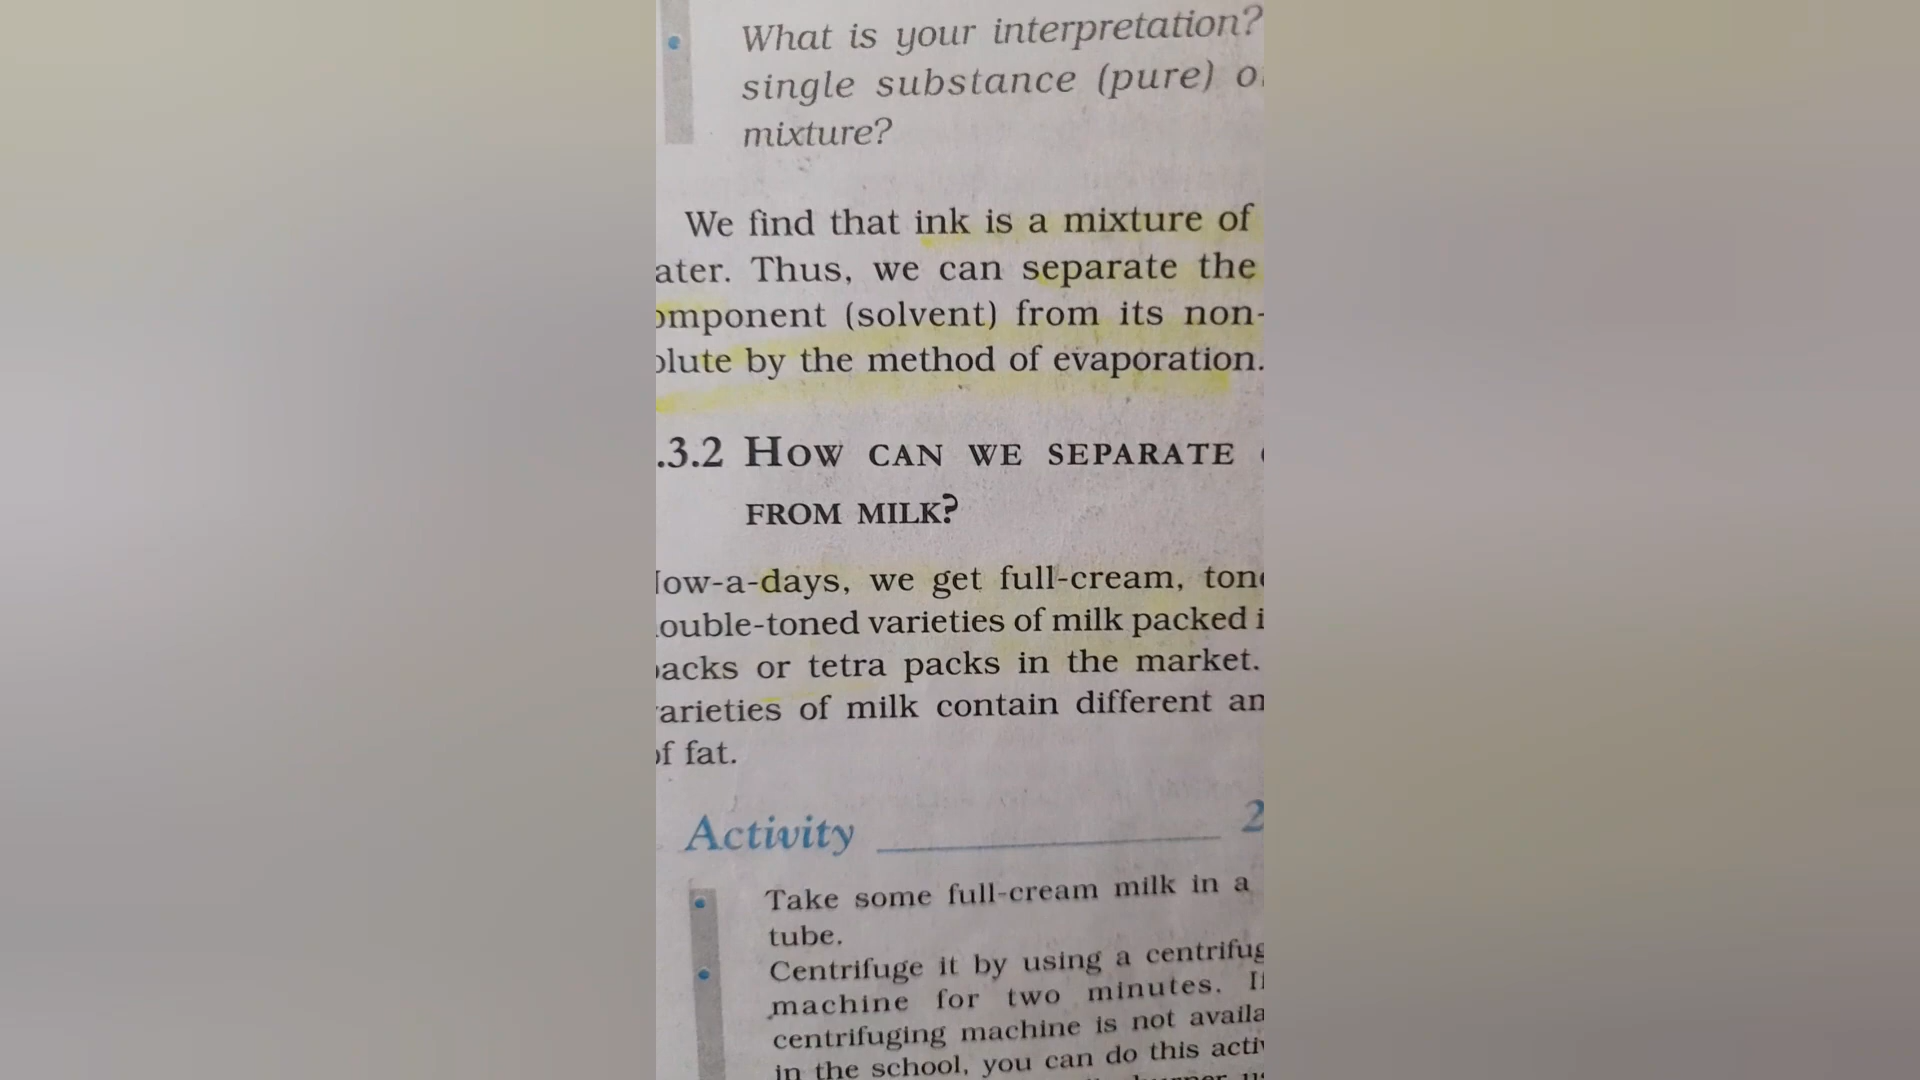 What is your interpretation?
single substance (pure) o
mixture?
We find that ink is a mixture of
ater. Thus, we can separate the
omponent (solvent) from its non-
olute by the method of evaporation.
.3.2 HOW CAN WE SEPARATE
FROM MILK?
ow-a-days, we get full-cream, ton
ouble-toned varieties of milk packed i
acks or tetra packs in the market.
arieties of milk contain different an
of fat.
Activity 2
Take some full-cream milk in a
tube.
Centrifuge it by using a centrifug
machine for two minutes. I
centrifuging machine is not availa
in the school, you can do this acti